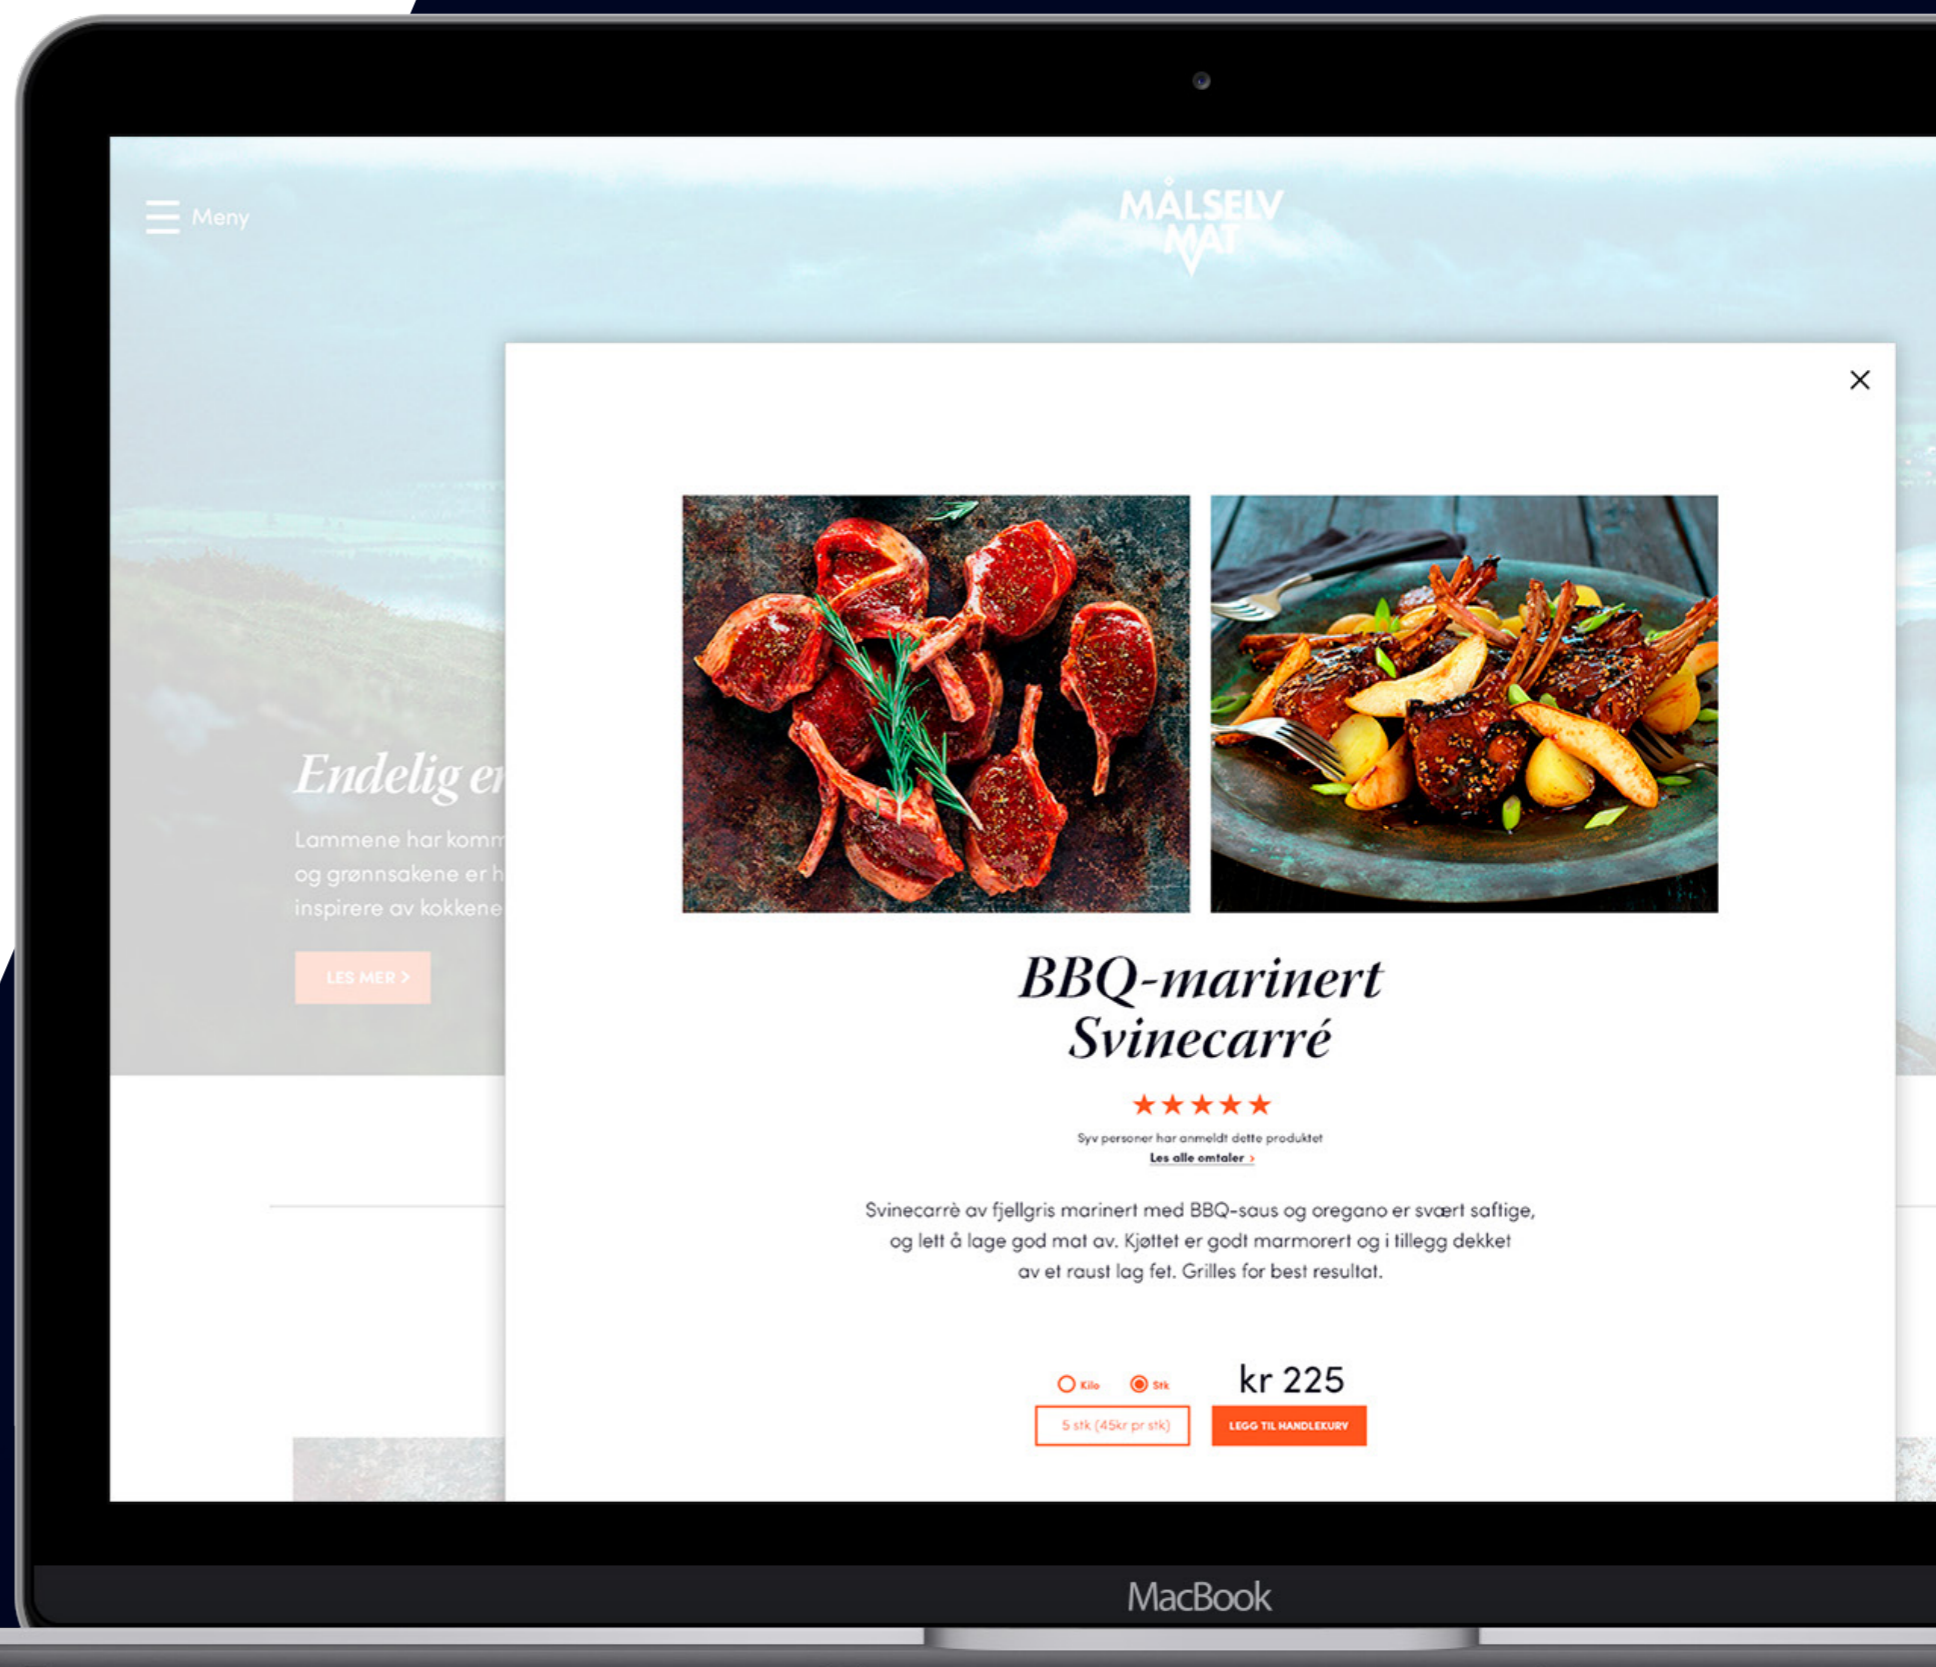 Meny
MÅLSELV
MAT
Endelig er
Lammene har komm
og grønnsakene er h
inspirere av kokkene
LES MER >
BBQ-marinert
Svinecarré
Syv personer har anmeldt dette produktet
Les alle omtaler >
Svinecarrè av fjellgris marinert med BBQ-saus og oregano er svært saftige,
og lett å lage god mat av. Kjøttet er godt marmorert og i tillegg dekket
av et raust lag fet. Grilles for best resultat.
Kilo Stk
kr 225
5 stk (45kr pr stk)
LEGG TIL HANDLEKURV
MacBook